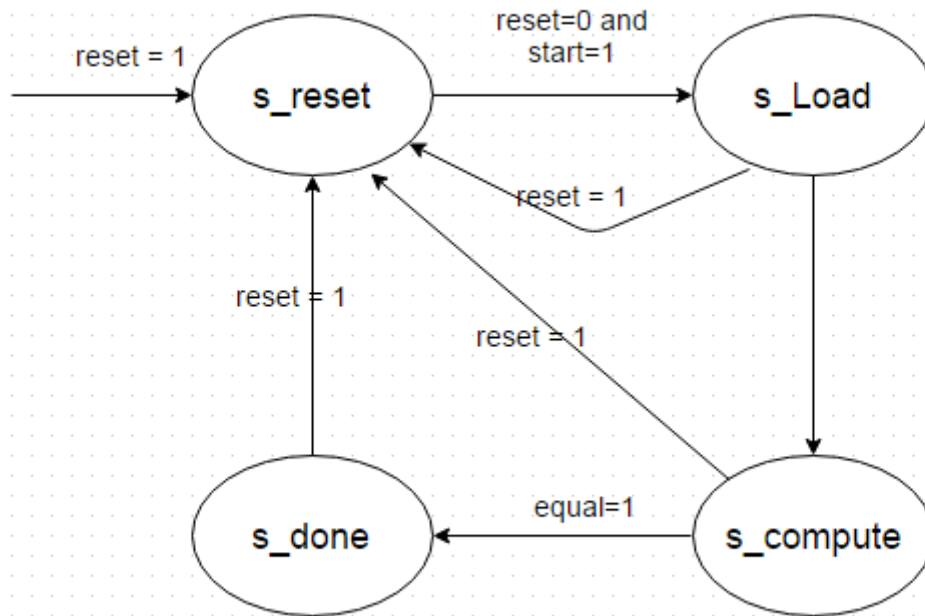 reset=0 and
start=1
reset = 1
s_reset
s_Load
reset = 1
reset = 1
reset = 1
equal=1
s_done
s_compute